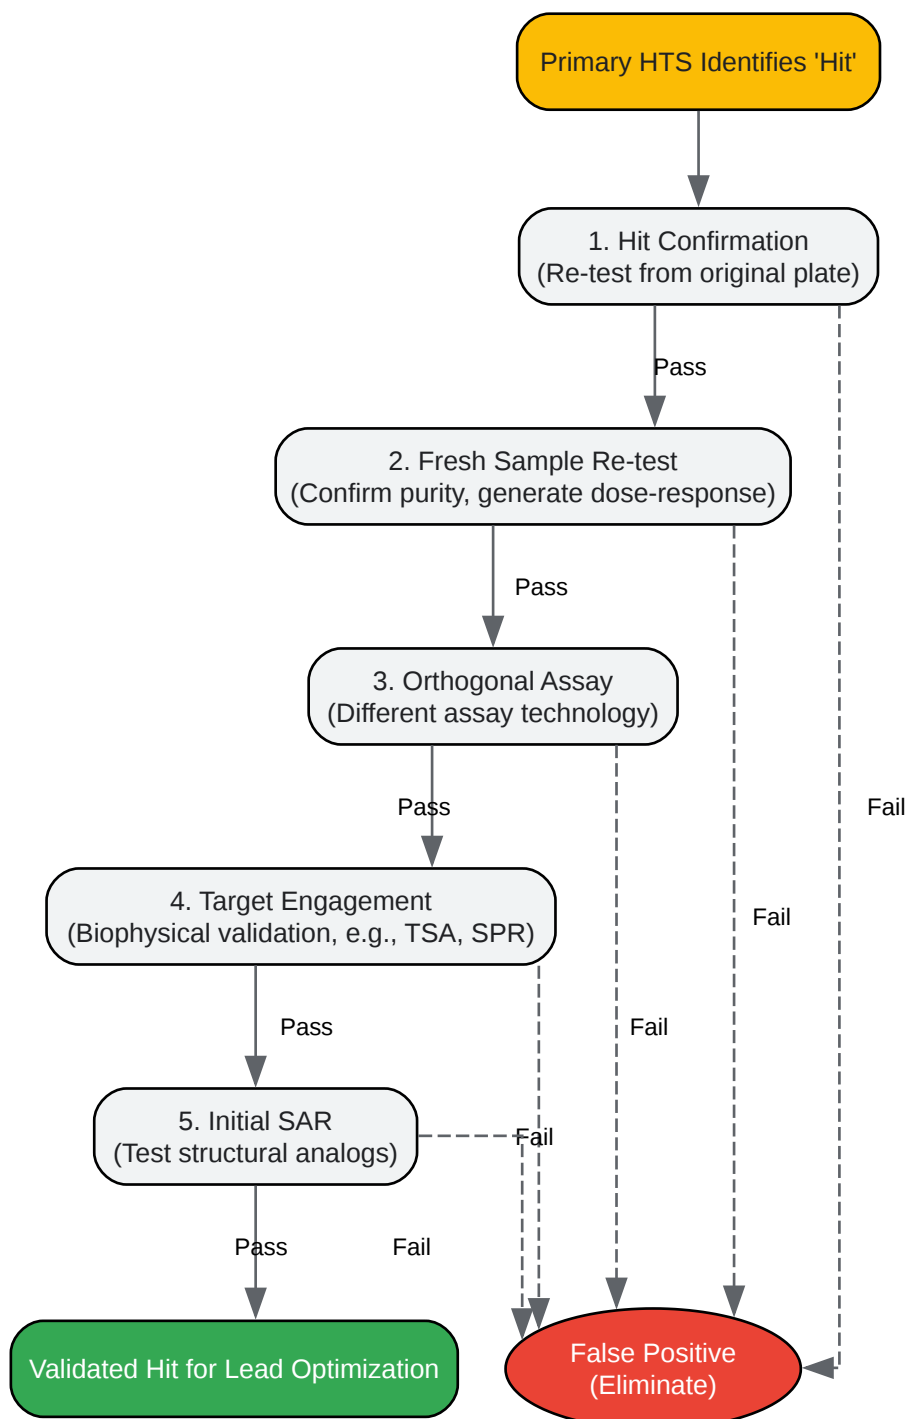 Primary HTS Identifies 'Hit'
1. Hit Confirmation
(Re-test from original plate)
Pass
2. Fresh Sample Re-test
(Confirm purity, generate dose-response)
Pass
3. Orthogonal Assay
(Different assay technology)
Pass
Fail
4. Target Engagement
(Biophysical validation, e.g., TSA, SPR)
Fail
Pass
Fail
5. Initial SAR
(Test structural analogs)
Fail
Pass
Fail
Validated Hit for Lead Optimization
False Positive
(Eliminate)